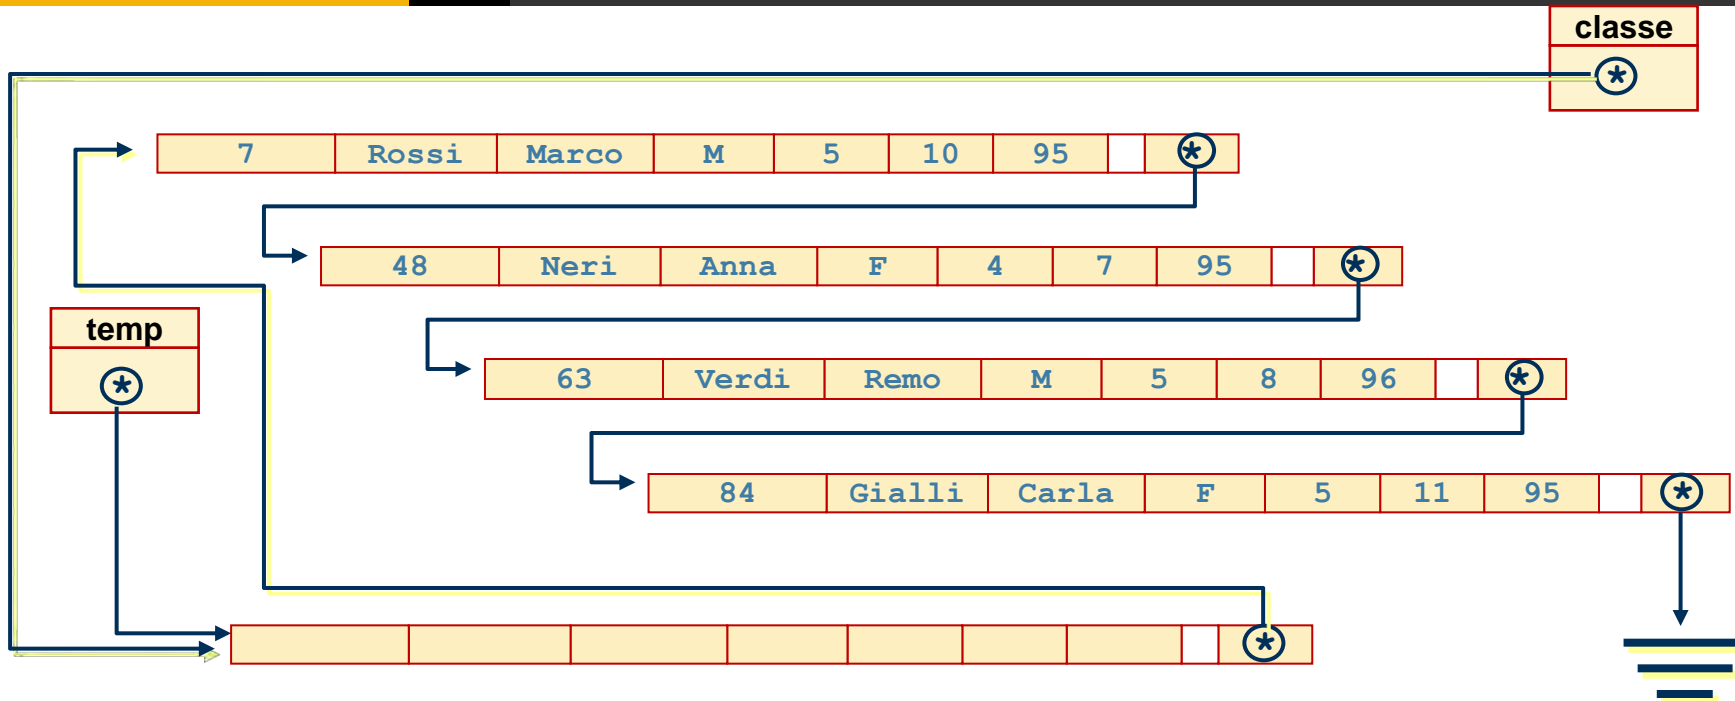 classe
*
7 Rossi Marco M 5 10 95 *
48 Neri Anna F 4 7 95 *
temp
*
63 Verdi Remo M 5 8 96 *
84 Gialli Carla F 5 11 95 *
*